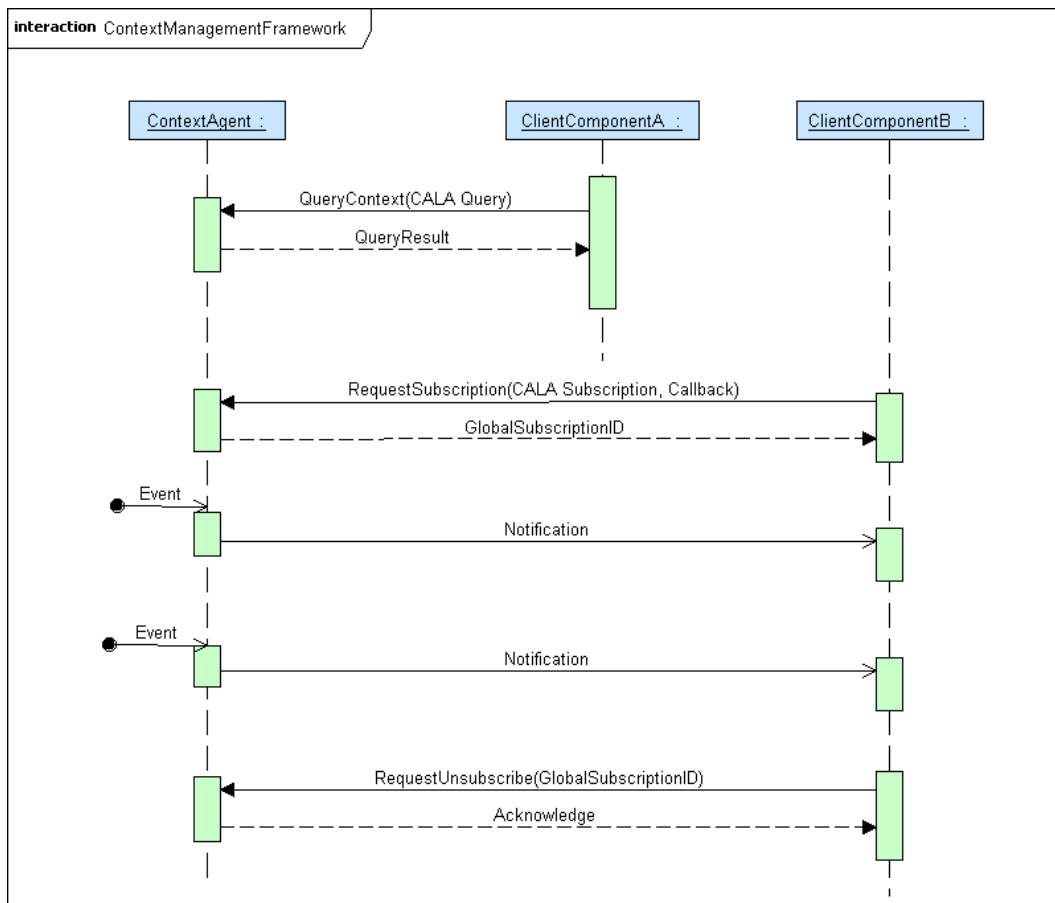 interaction ContextManagementFramework
ContextAgent :
ClientComponentA :
ClientComponentB :
QueryContext(CALA Query)
QueryResult
RequestSubscription(CALA Subscription, Callback)
GlobalSubscriptionID
Event
Notification
Event
Notification
RequestUnsubscribe(GlobalSubscriptionID)
Acknowledge